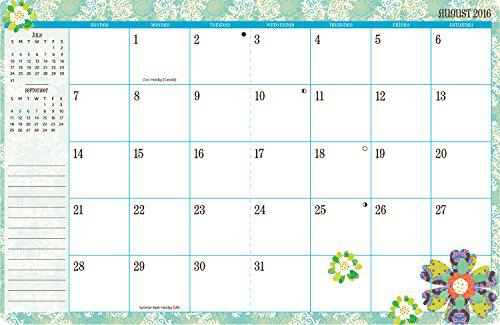 AUGUST 2016
SUNDAY MONDAY TUESDAY WEDNESDAY THURSDAY FRIDAY SATURDAY
July
S M T W T F S
1 2
3 4 5 6 7 8 9
10 11 12 13 14 15 16
17 18 19 20 21 22 23
24 25 26 27 28 29 30
31
September
S M T W T F S
1 2 3
4 5 6 7 8 9 10
11 12 13 14 15 16 17
18 19 20 21 22 23 24
25 26 27 28 29 30
1 2 3 4 5 6
Civic Holiday (Canada)
7 8 9 10 11 12 13
14 15 16 17 18 19 20
21 22 23 24 25 26 27
28 29 30 31
Summer Bank Holiday (UK)